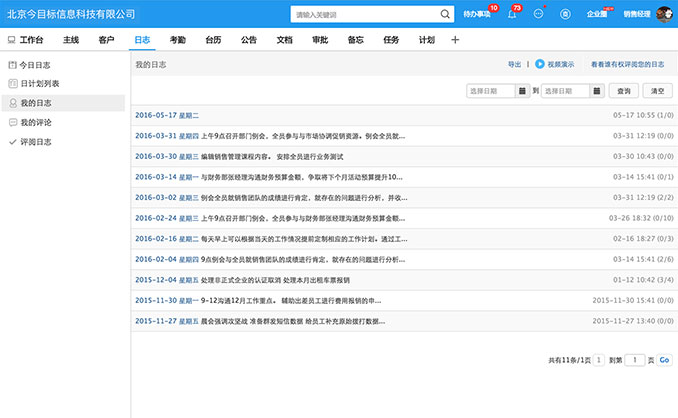 北京今目标信息科技有限公司
请输入关键词
待办事项 10 73 企业圈 销售经理
工作台 主线 客户 日志 考勤 台历 公告 文档 审批 备忘 任务 计划 +
今日日志
日计划列表
我的日志
我的评论
评阅日志
我的日志 导出 | 视频演示 看看谁有权评阅您的日志
选择日期 到 选择日期 查询 清空
2016-05-17 星期二 05-17 10:55 (1/0)
2016-03-31 星期四 上午9点召开部门例会，全员参与与市场协调促销资源。例会全员就... 03-31 12:19 (0/0)
2016-03-30 星期三 编辑销售管理课程内容。 安排全员进行业务测试 03-30 10:43 (0/0)
2016-03-14 星期一 与财务部张经理沟通财务预算金额，争取将下个月活动预算提升10... 03-14 15:41 (0/1)
2016-03-02 星期三 例会全员就销售团队的成绩进行肯定，就存在的问题进行分析，并收... 03-31 12:19 (2/2)
2016-02-24 星期三 上午9点召开部门例会，全员参与与财务部张经理沟通财务预算金额... 03-26 18:32 (0/10)
2016-02-16 星期二 每天早上可以根据当天的工作情况提前定制相应的工作计划。通过工... 02-16 18:27 (0/3)
2016-02-04 星期四 9点例会与全员就销售团队的成绩进行肯定，就存在的问题进行分析... 03-14 15:41 (2/6)
2015-12-04 星期五 处理非正式企业的认证取消 处理本月出租车票报销 01-12 10:42 (3/4)
2015-11-30 星期一 9-12沟通12月工作重点。 辅助出差员工进行费用报销的申... 2015-11-30 15:41 (0/0)
2015-11-27 星期五 晨会强调攻坚战 准备群发短信数据 给员工补充原始拨打数据... 2015-11-27 13:40 (0/0)
共有11条/1页 1 到第 1 页 Go